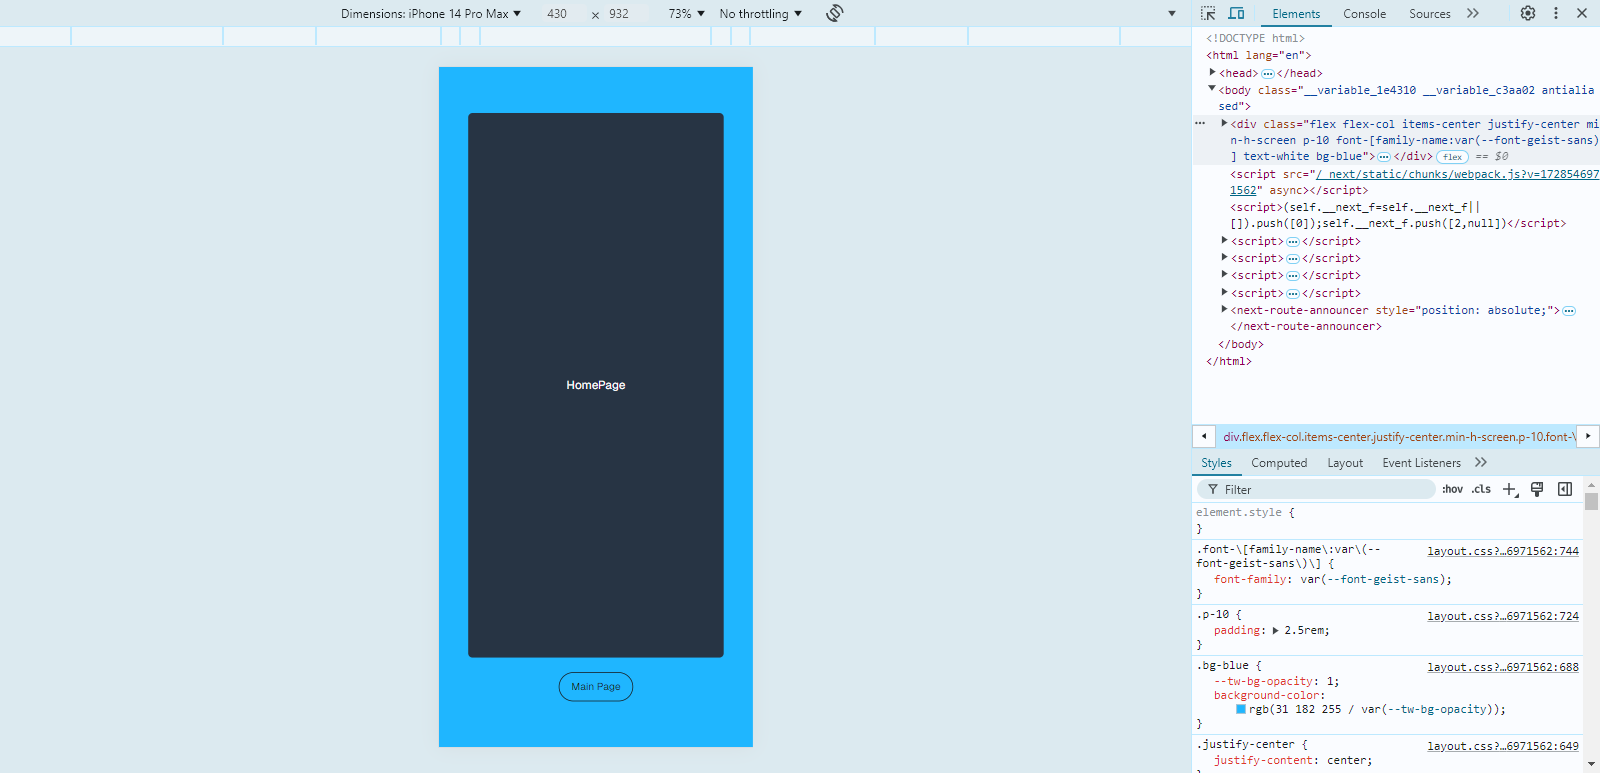 Dimensions: iPhone 14 Pro Max ▼ 430 × 932 73% ▼ No throttling ▼
Elements Console Sources
HomePage
Main Page
<!DOCTYPE html>
<html lang="en">
<head> ••• </head>
<body class="__variable_1e4310 __variable_c3aa02 antialia
sed">
<div class="flex flex-col items-center justify-center mi
n-h-screen p-10 font-[family-name:var(--font-geist-sans)
] text-white bg-blue"> ••• </div> flex == $0
<script src="/_next/static/chunks/webpack.js?v=172854697
1562" async></script>
<script>(self.__next_f=self.__next_f||
[]).push([0]);self.__next_f.push([2,null])</script>
<script> ••• </script>
<script> ••• </script>
<script> ••• </script>
<script> ••• </script>
<next-route-announcer style="position: absolute;"> •••
</next-route-announcer>
</body>
</html>
div.flex.flex-col.items-center.justify-center.min-h-screen.p-10.font-\
Styles Computed Layout Event Listeners
Filter :hov .cls
element.style {
}
.font-\[family-name\:var\(-- layout.css?…6971562:744
font-geist-sans\)\] {
font-family: var(--font-geist-sans);
}
.p-10 { layout.css?…6971562:724
padding: ▶ 2.5rem;
}
.bg-blue { layout.css?…6971562:688
--tw-bg-opacity: 1;
background-color:
rgb(31 182 255 / var(--tw-bg-opacity));
}
.justify-center { layout.css?…6971562:649
justify-content: center;
}